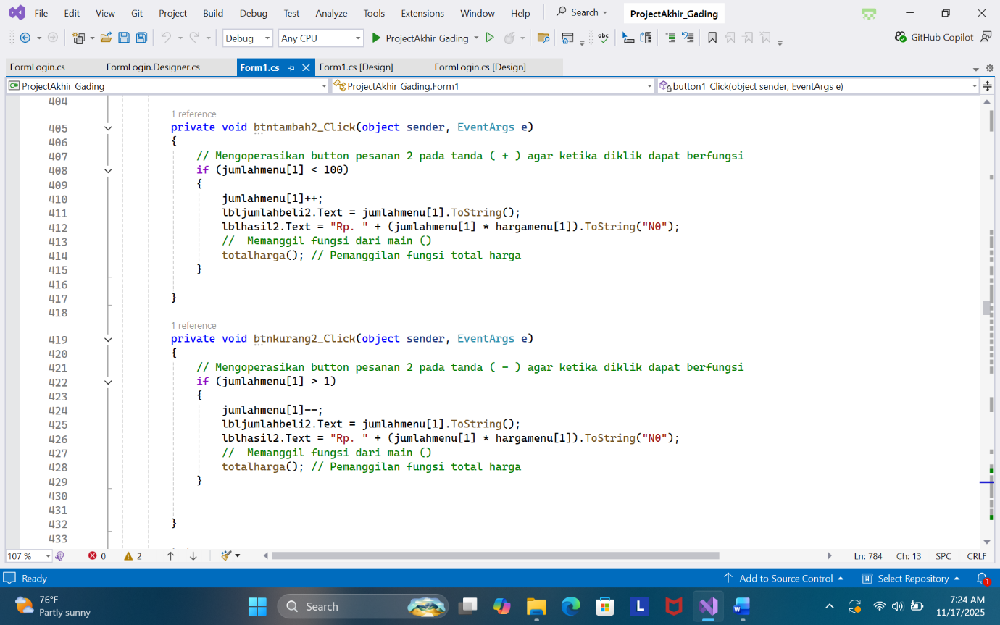 File Edit View Git Project Build Debug Test Analyze Tools Extensions Window Help Search ProjectAkhir_Gading
Debug Any CPU ProjectAkhir_Gading abc GitHub Copilot
FormLogin.cs FormLogin.Designer.cs Form1.cs Form1.cs [Design] FormLogin.cs [Design]
C# ProjectAkhir_Gading ProjectAkhir_Gading.Form1 button1_Click(object sender, EventArgs e)
404
1 reference
405 private void btntambah2_Click(object sender, EventArgs e)
406 {
407 // Mengoperasikan button pesanan 2 pada tanda ( + ) agar ketika diklik dapat berfungsi
408 if (jumlahmenu[1] < 100)
409 {
410 jumlahmenu[1]++;
411 lbljumlahbeli2.Text = jumlahmenu[1].ToString();
412 lblhasil2.Text = "Rp. " + (jumlahmenu[1] * hargamenu[1]).ToString("N0");
413 //  Memanggil fungsi dari main ()
414 totalharga(); // Pemanggilan fungsi total harga
415 }
416
417 }
418
1 reference
419 private void btnkurang2_Click(object sender, EventArgs e)
420 {
421 // Mengoperasikan button pesanan 2 pada tanda ( - ) agar ketika diklik dapat berfungsi
422 if (jumlahmenu[1] > 1)
423 {
424 jumlahmenu[1]--;
425 lbljumlahbeli2.Text = jumlahmenu[1].ToString();
426 lblhasil2.Text = "Rp. " + (jumlahmenu[1] * hargamenu[1]).ToString("N0");
427 //  Memanggil fungsi dari main ()
428 totalharga(); // Pemanggilan fungsi total harga
429 }
430
431
432 }
433
107 % 0 2 Ln: 784 Ch: 13 SPC CRLF
Ready Add to Source Control Select Repository 1
76°F Search L W 7:24 AM
Partly sunny 11/17/2025